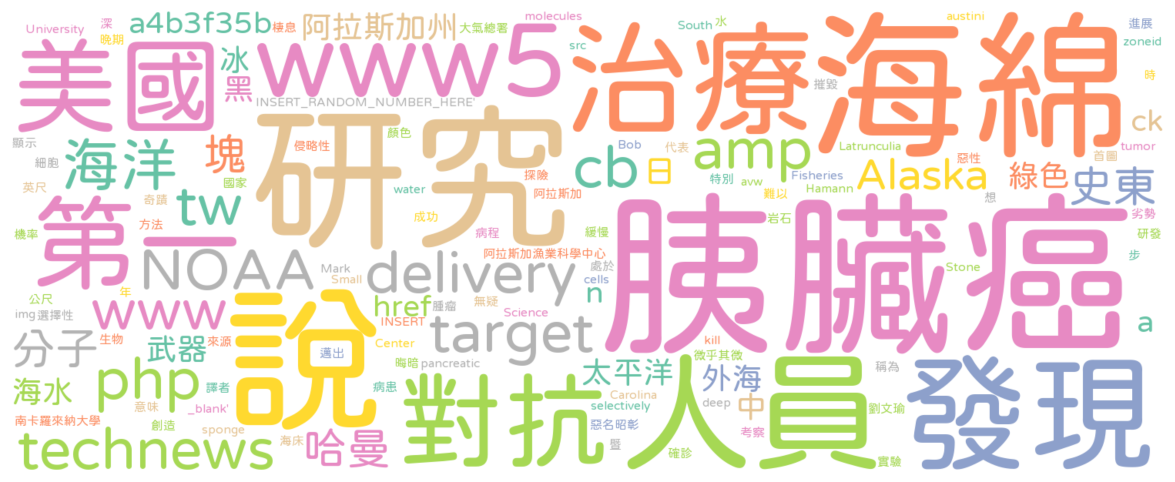 University 深 晚期 a4b3f35b 棲息 阿拉斯加州 大氣總署 molecules South 水 austini 進展 zoneid
美國 冰 黑 www5 src 治療 海綿 摧毀 時 ck
INSERT_RANDOM_NUMBER_HERE'
顯示 細胞 海洋 塊 研究 顏色 侵略性 Bob 代表 amp Latrunculia 惡性 首圖 tumor
英尺 奇蹟 國家 tw water 探險 阿拉斯加 cb 日 特別 avw Fisheries 難以 Hamann Alaska 綠色 想 史東
機率 第一 方法 成功 病程 阿拉斯加漁業科學中心 緩慢 胰臟癌 岩石 劣勢 研發 步
NOAA Mark Small delivery 處於 cells n Stone
公尺 年 img 選擇性 www 說 href 腫瘤 無疑 Science a
分子 生物 武器 來源 邁出 INSERT Center target kill
海水 php 譯者 晦暗 pancreatic 太平洋 微乎其微 外海 稱為
南卡羅來納大學 意味 _blank' 病患 對抗 人員 Carolina selectively deep 中 劉文瑜 發現
創造 sponge 惡名昭彰 考察
technews 海床 哈曼 暨 確診 實驗